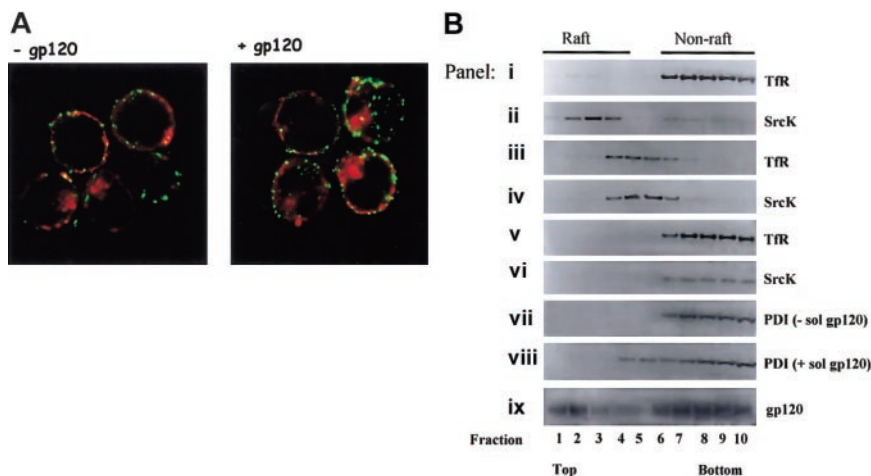 A
- gp120
+ gp120
B
Raft Non-raft
Panel: i TfR
ii SrcK
iii TfR
iv SrcK
v TfR
vi SrcK
vii PDI (- sol gp120)
viii PDI (+ sol gp120)
ix gp120
Fraction 1 2 3 4 5 6 7 8 9 10
Top Bottom